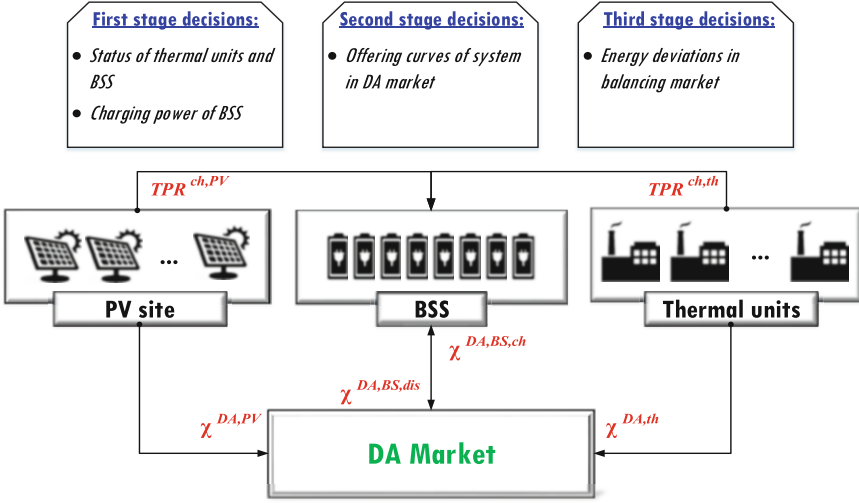 First stage decisions:
• Status of thermal units and
BSS
• Charging power of BSS
Second stage decisions:
• Offering curves of system
in DA market
Third stage decisions:
• Energy deviations in
balancing market
TPR ch,PV
TPR ch,th
...
...
PV site
BSS
Thermal units
χ DA,BS,ch
χ DA,BS,dis
χ DA,PV
χ DA,th
DA Market